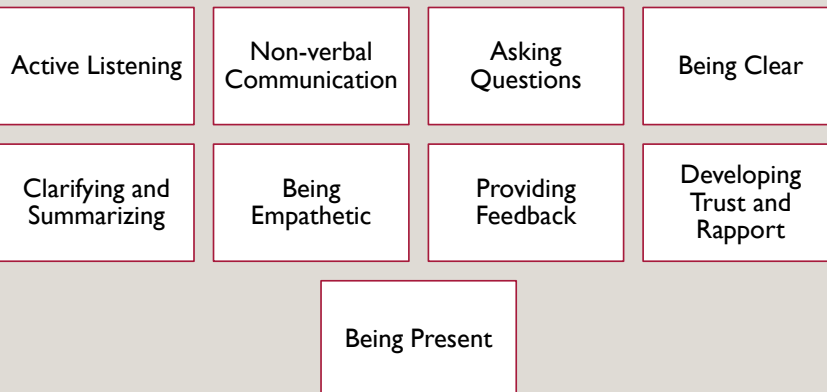 Active Listening
Non-verbal
Communication
Asking
Questions
Being Clear
Clarifying and
Summarizing
Being
Empathetic
Providing
Feedback
Developing
Trust and
Rapport
Being Present